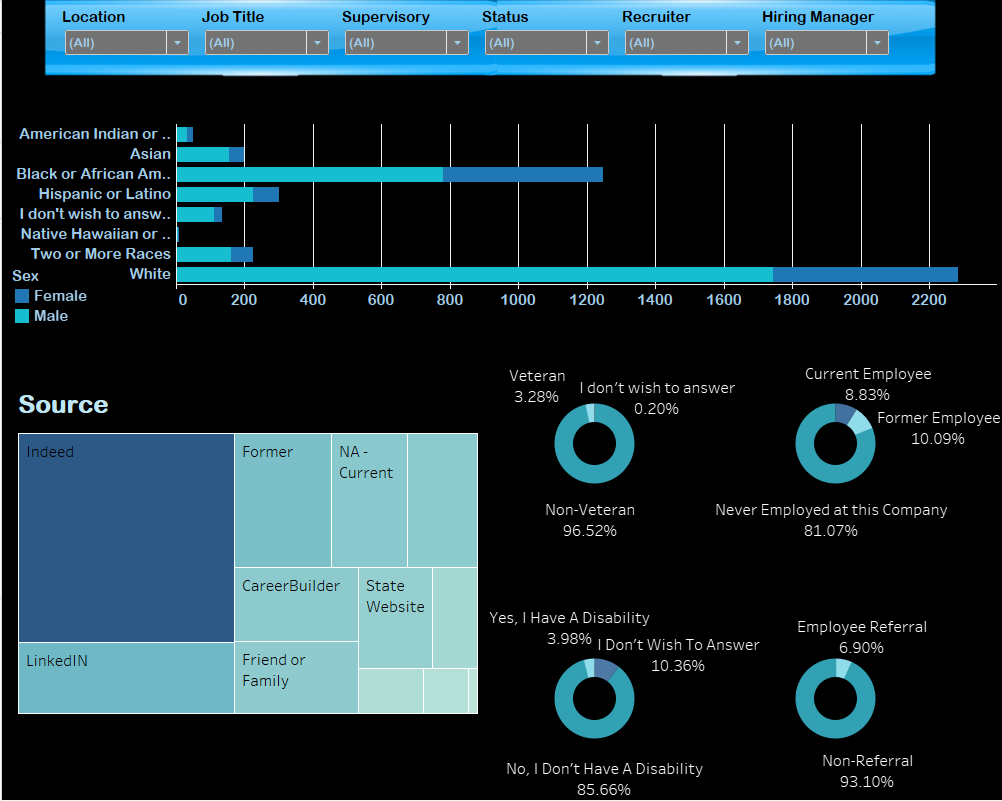 Location Job Title Supervisory Status Recruiter Hiring Manager
(All) (All) (All) (All) (All) (All)
American Indian or ..
Asian
Black or African Am..
Hispanic or Latino
I don't wish to answ..
Native Hawaiian or ..
Two or More Races
White
0 200 400 600 800 1000 1200 1400 1600 1800 2000 2200
Sex
Female
Male
Source
Indeed
Former
NA -
Current
CareerBuilder
State
Website
LinkedIN
Friend or
Family
Veteran
3.28%
I don’t wish to answer
0.20%
Non-Veteran
96.52%
Current Employee
8.83%
Former Employee
10.09%
Never Employed at this Company
81.07%
Yes, I Have A Disability
3.98%
I Don’t Wish To Answer
10.36%
No, I Don’t Have A Disability
85.66%
Employee Referral
6.90%
Non-Referral
93.10%